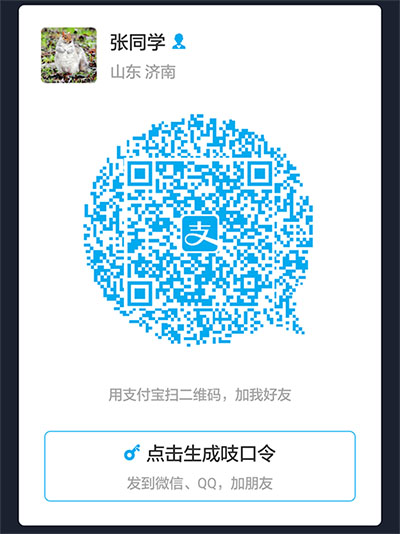 张同学
山东 济南
支
用支付宝扫二维码，加我好友
点击生成吱口令
发到微信、QQ，加朋友